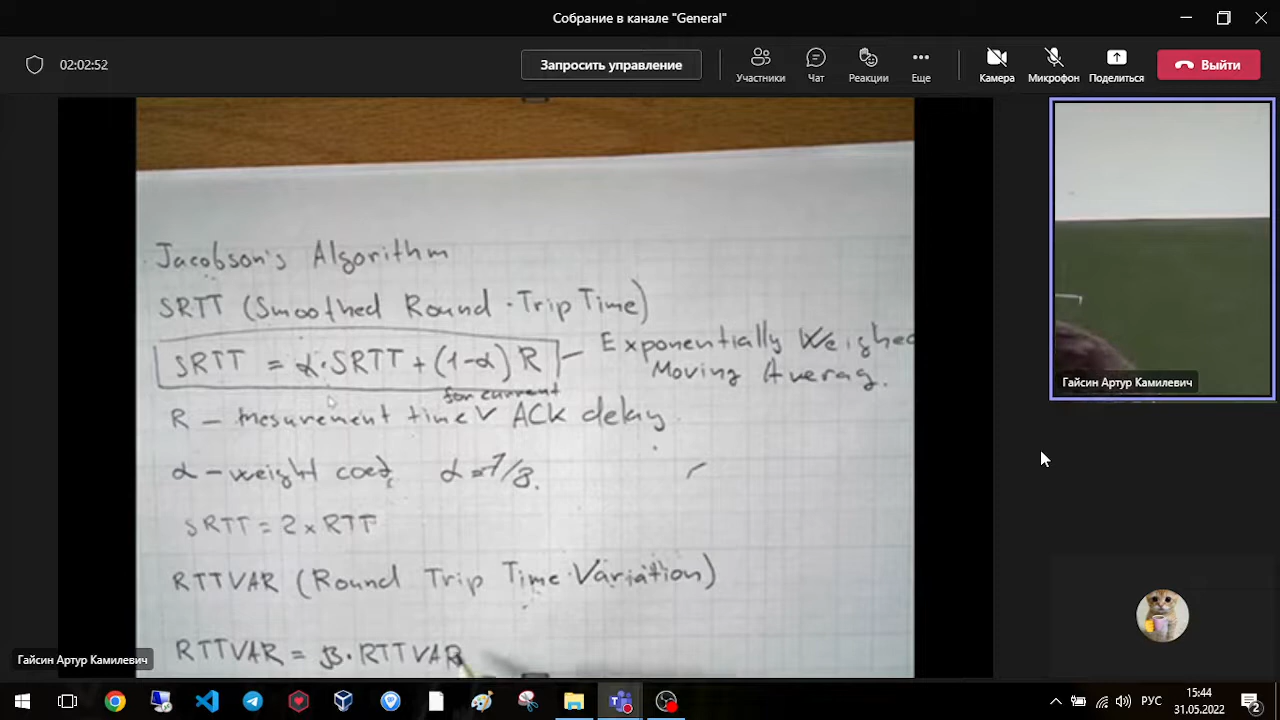 Собрание в канале "General"
02:02:52
Запросить управление
Участники
Чат
Реакции
Еще
Камера
Микрофон
Поделиться
Выйти
Jacobson's Algorithm
SRTT (Smoothed Round-Trip Time)
SRTT = α·SRTT + (1-α) R – Exponentially Weighed
Moving Averag.
for current
R – mesurement time V ACK delay
α – weight coef, α = 7/8.
SRTT = 2 x RTT
RTTVAR (Round Trip Time Variation)
RTTVAR = β·RTTVAR
Гайсин Артур Камилевич
Гайсин Артур Камилевич
РУС
15:44
31.05.2022
2